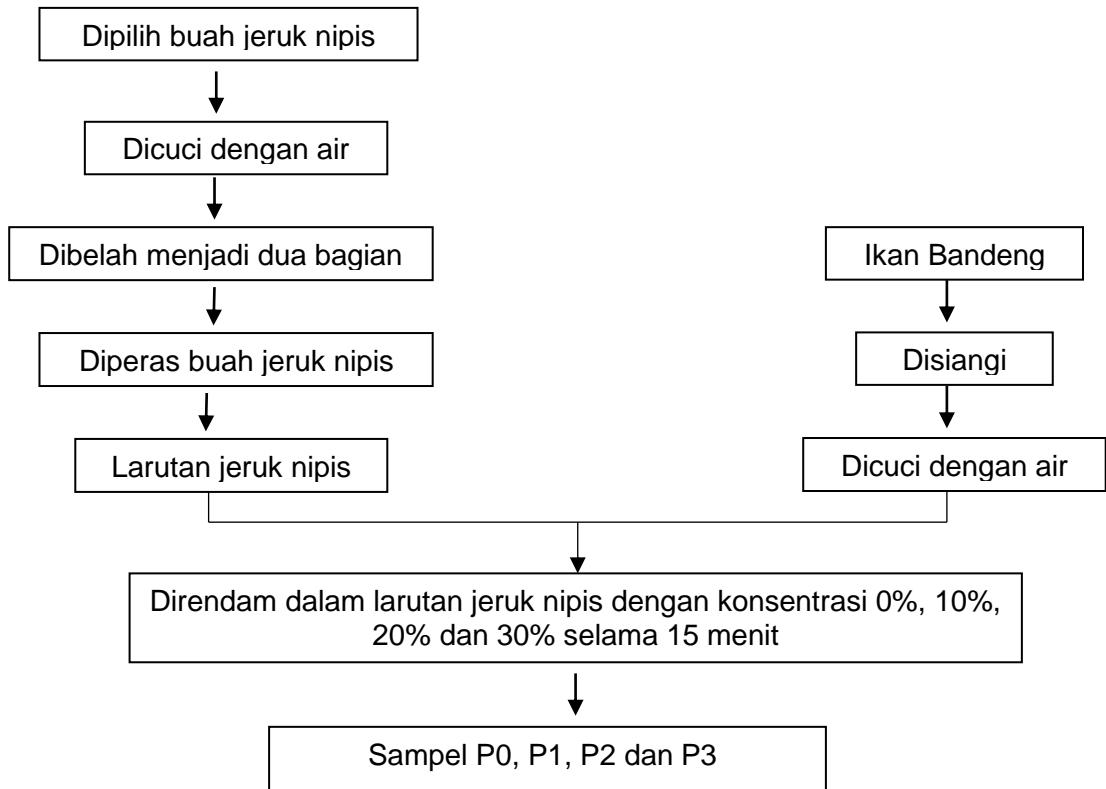 Dipilih buah jeruk nipis
Dicuci dengan air
Dibelah menjadi dua bagian
Diperas buah jeruk nipis
Larutan jeruk nipis
Ikan Bandeng
Disiangi
Dicuci dengan air
Direndam dalam larutan jeruk nipis dengan konsentrasi 0%, 10%,
20% dan 30% selama 15 menit
Sampel P0, P1, P2 dan P3